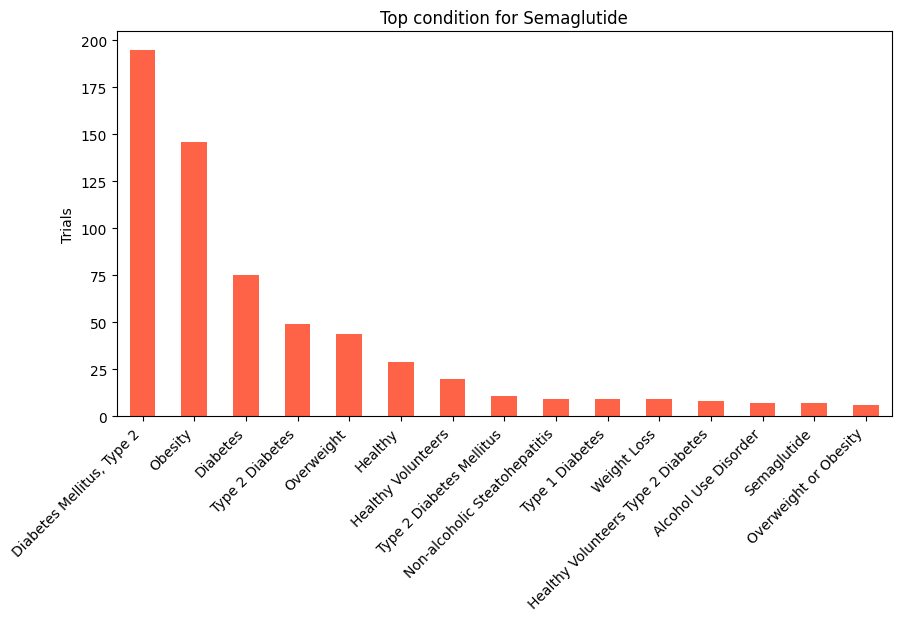 Top condition for Semaglutide
Trials
200
175
150
125
100
75
50
25
0
Diabetes Mellitus, Type 2
Obesity
Diabetes
Type 2 Diabetes
Overweight
Healthy
Healthy Volunteers
Type 2 Diabetes Mellitus
Non-alcoholic Steatohepatitis
Type 1 Diabetes
Weight Loss
Healthy Volunteers Type 2 Diabetes
Alcohol Use Disorder
Semaglutide
Overweight or Obesity